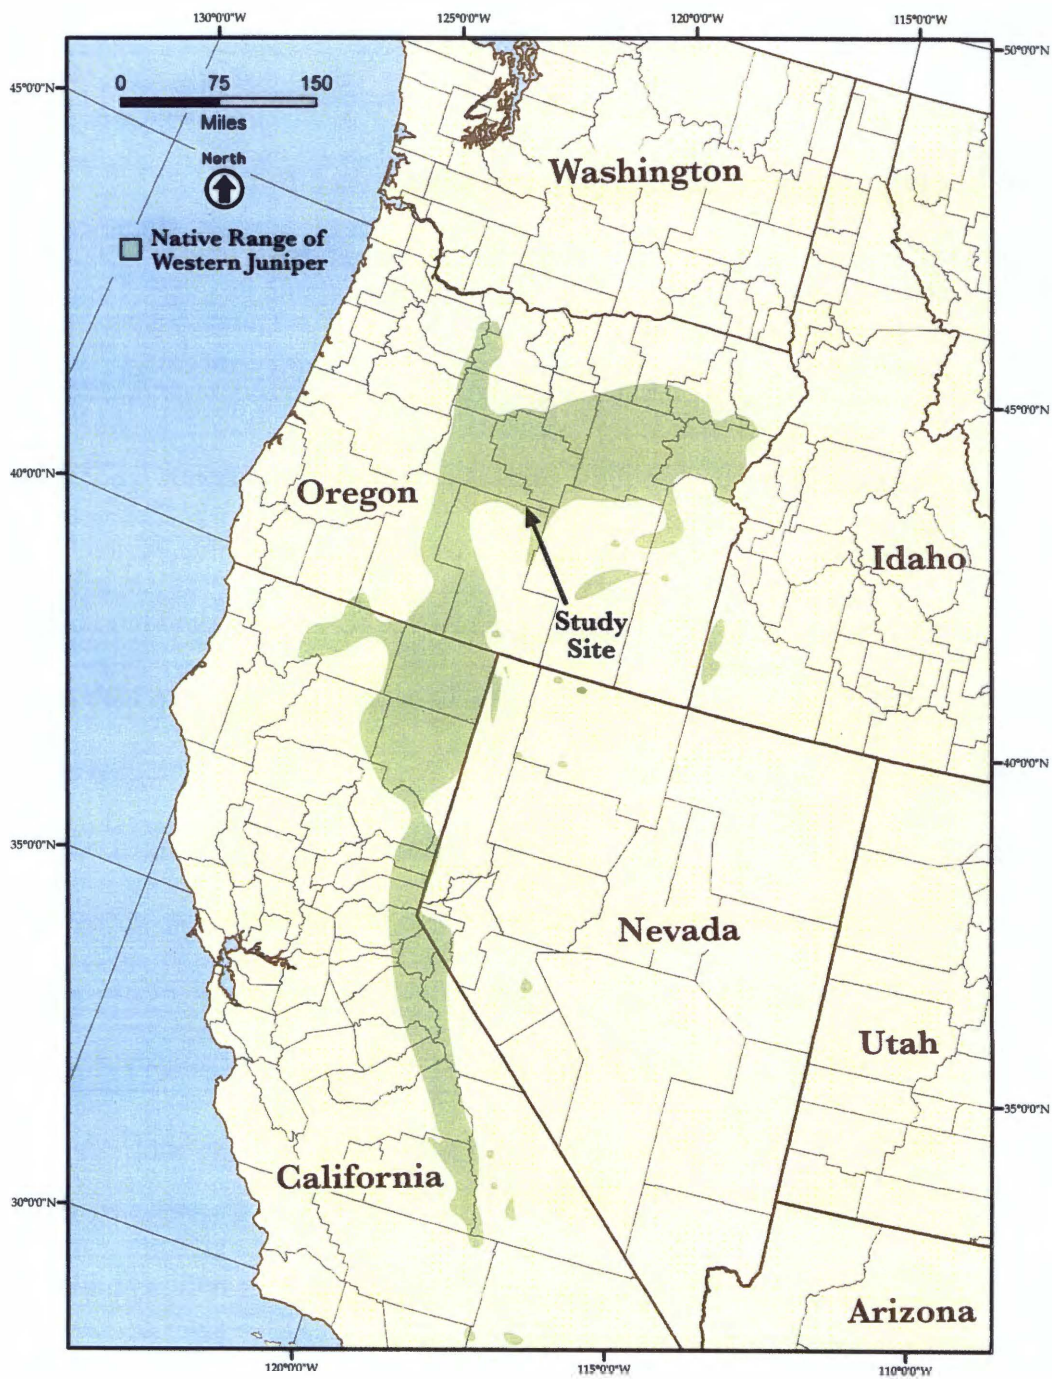 130°0'0"W
125°0'0"W
120°0'0"W
115°0'0"W
50°0'0"N
45°0'0"N
0 75 150
Miles
North
Native Range of
Western Juniper
Washington
45°0'0"N
40°0'0"N
Oregon
Idaho
Study
Site
40°0'0"N
35°0'0"N
Nevada
Utah
35°0'0"N
California
30°0'0"N
Arizona
120°0'0"W
115°0'0"W
110°0'0"W